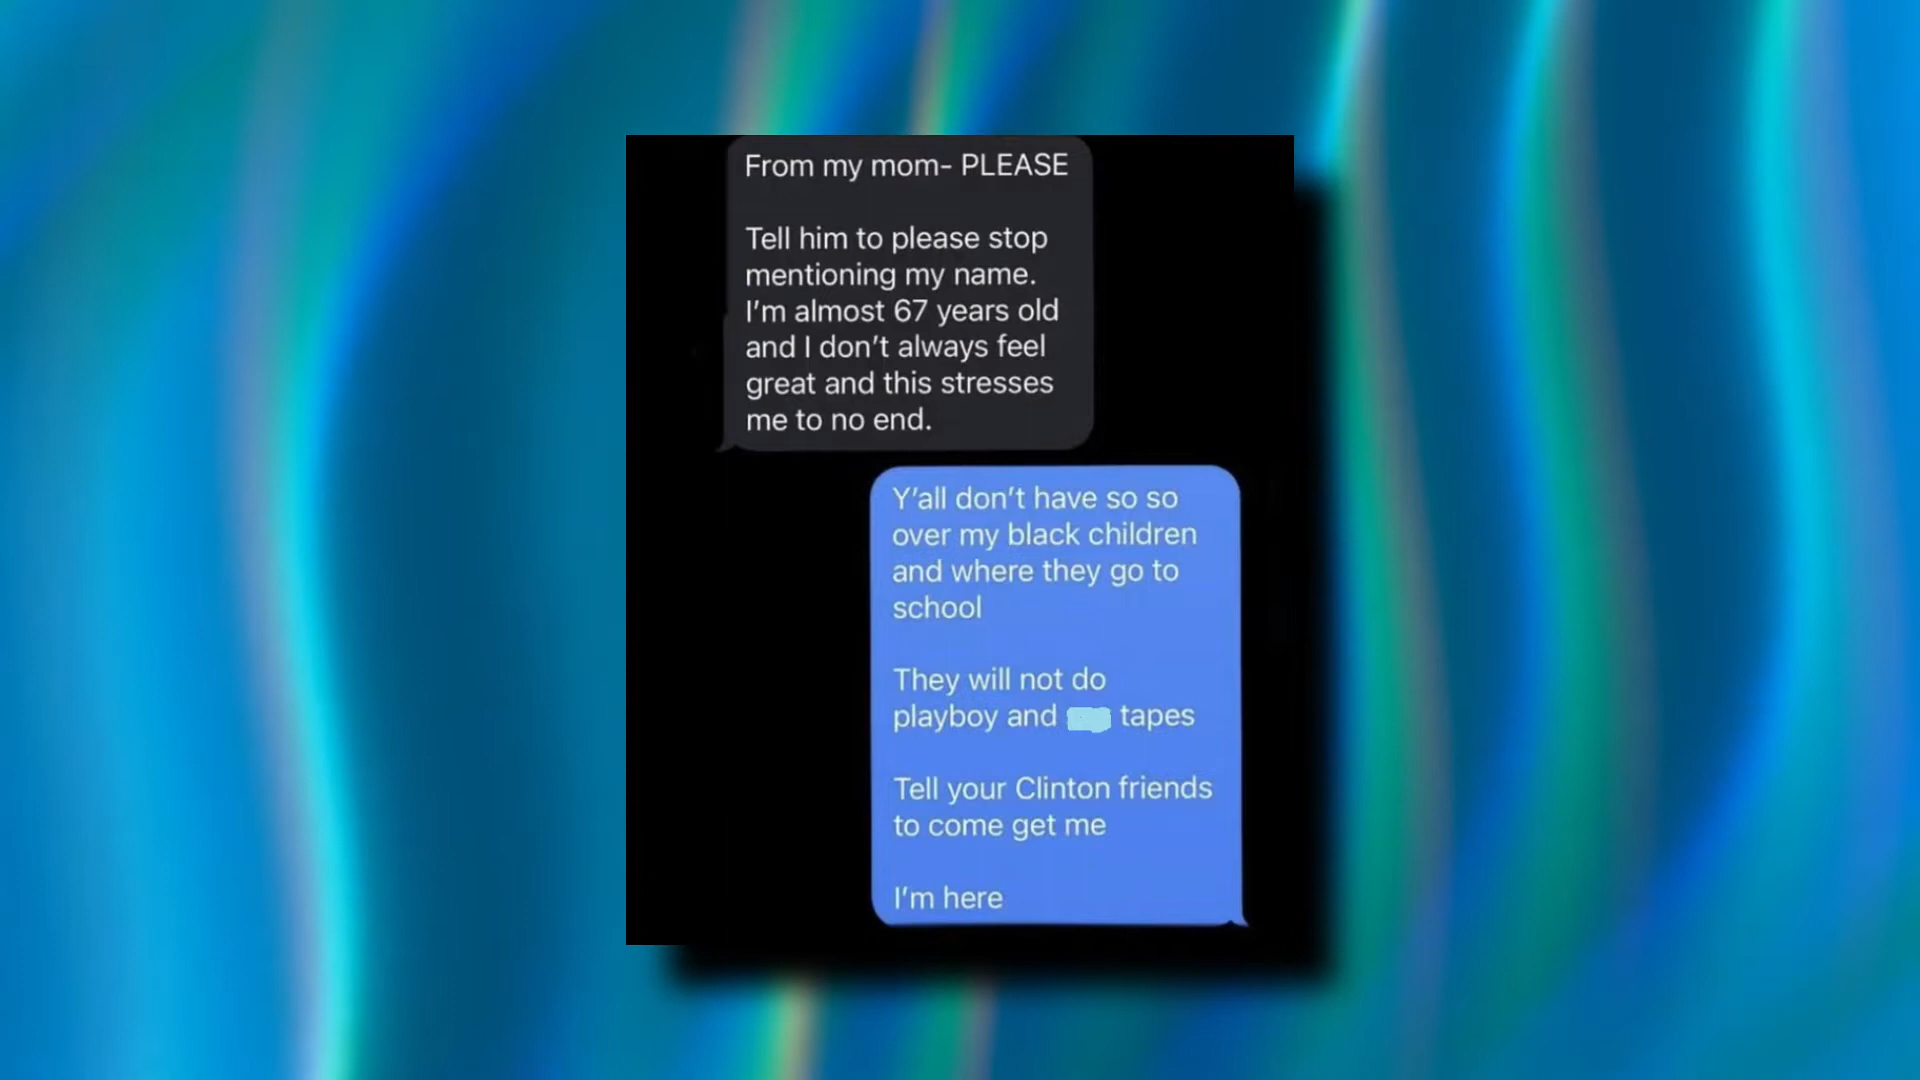 From my mom- PLEASE
Tell him to please stop
mentioning my name.
I'm almost 67 years old
and I don't always feel
great and this stresses
me to no end.
Y'all don't have so so
over my black children
and where they go to
school
They will not do
playboy and tapes
Tell your Clinton friends
to come get me
I'm here